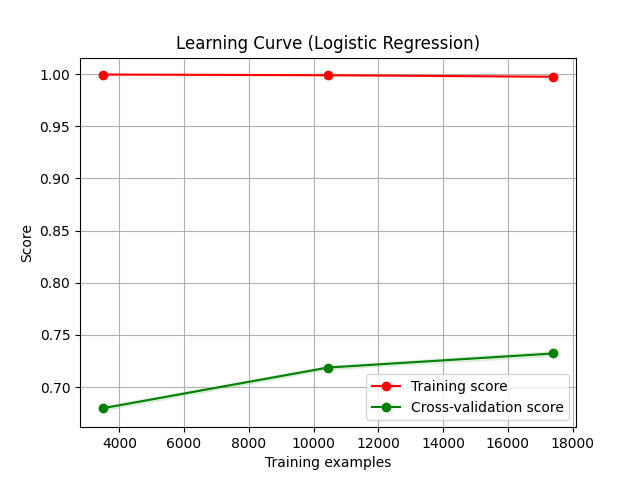 Learning Curve (Logistic Regression)
1.00
0.95
0.90
0.85
0.80
0.75
0.70
Score
Training score
Cross-validation score
4000 6000 8000 10000 12000 14000 16000 18000
Training examples